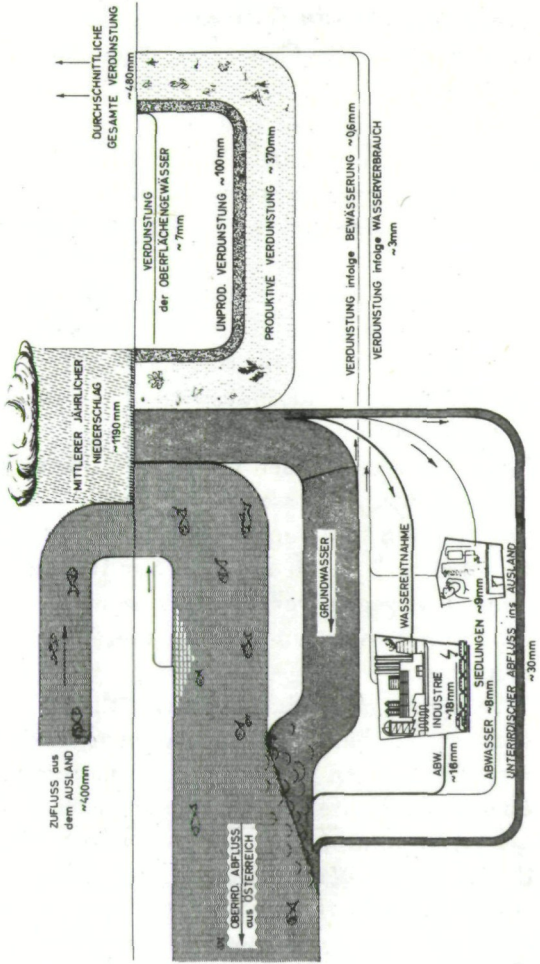 DURCHSCHNITTLICHE
GESAMTE VERDUNSTUNG
~480mm
MITTLERER JÄHRLICHER
NIEDERSCHLAG
~1190mm
ZUFLUSS aus
dem AUSLAND
~400mm
VERDUNSTUNG
der OBERFLÄCHENGEWÄSSER
~7mm
UNPROD. VERDUNSTUNG ~100mm
PRODUKTIVE VERDUNSTUNG ~370mm
VERDUNSTUNG infolge BEWÄSSERUNG ~0,6mm
VERDUNSTUNG infolge WASSERVERBRAUCH
~3mm
OBERIRD. ABFLUSS
aus ÖSTERREICH
GRUNDWASSER
WASSERENTNAHME
INDUSTRIE
~18mm
SIEDLUNGEN ~9mm
ABW.
~16mm
ABWASSER ~8mm
UNTERIRDISCHER ABFLUSS ins AUSLAND
~30mm